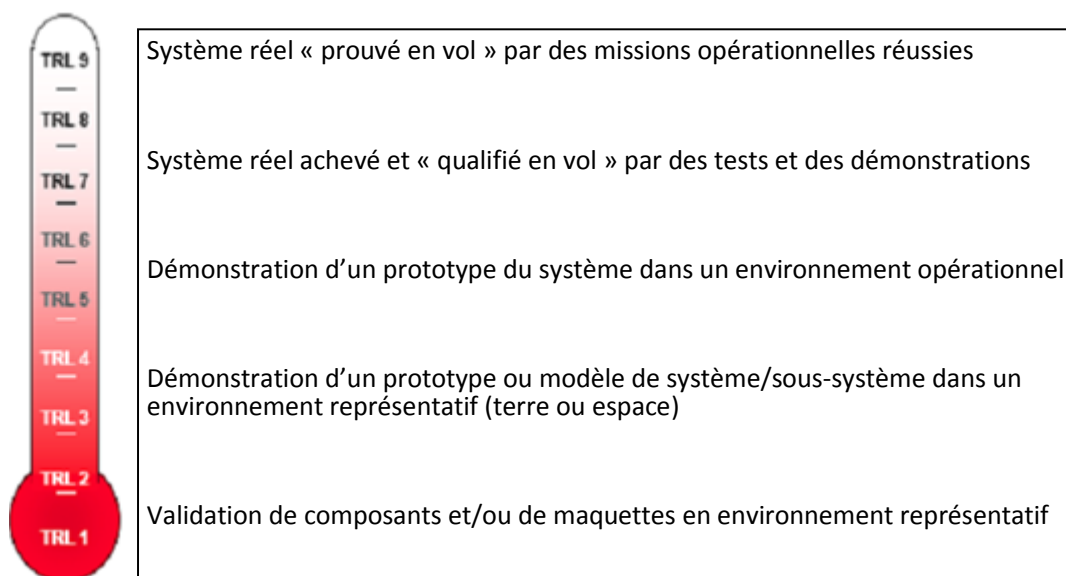 TRL 9
Système réel « prouvé en vol » par des missions opérationnelles réussies
TRL 8
Système réel achevé et « qualifié en vol » par des tests et des démonstrations
TRL 7
TRL 6
Démonstration d’un prototype du système dans un environnement opérationnel
TRL 5
TRL 4
Démonstration d’un prototype ou modèle de système/sous-système dans un
environnement représentatif (terre ou espace)
TRL 3
TRL 2
Validation de composants et/ou de maquettes en environnement représentatif
TRL 1